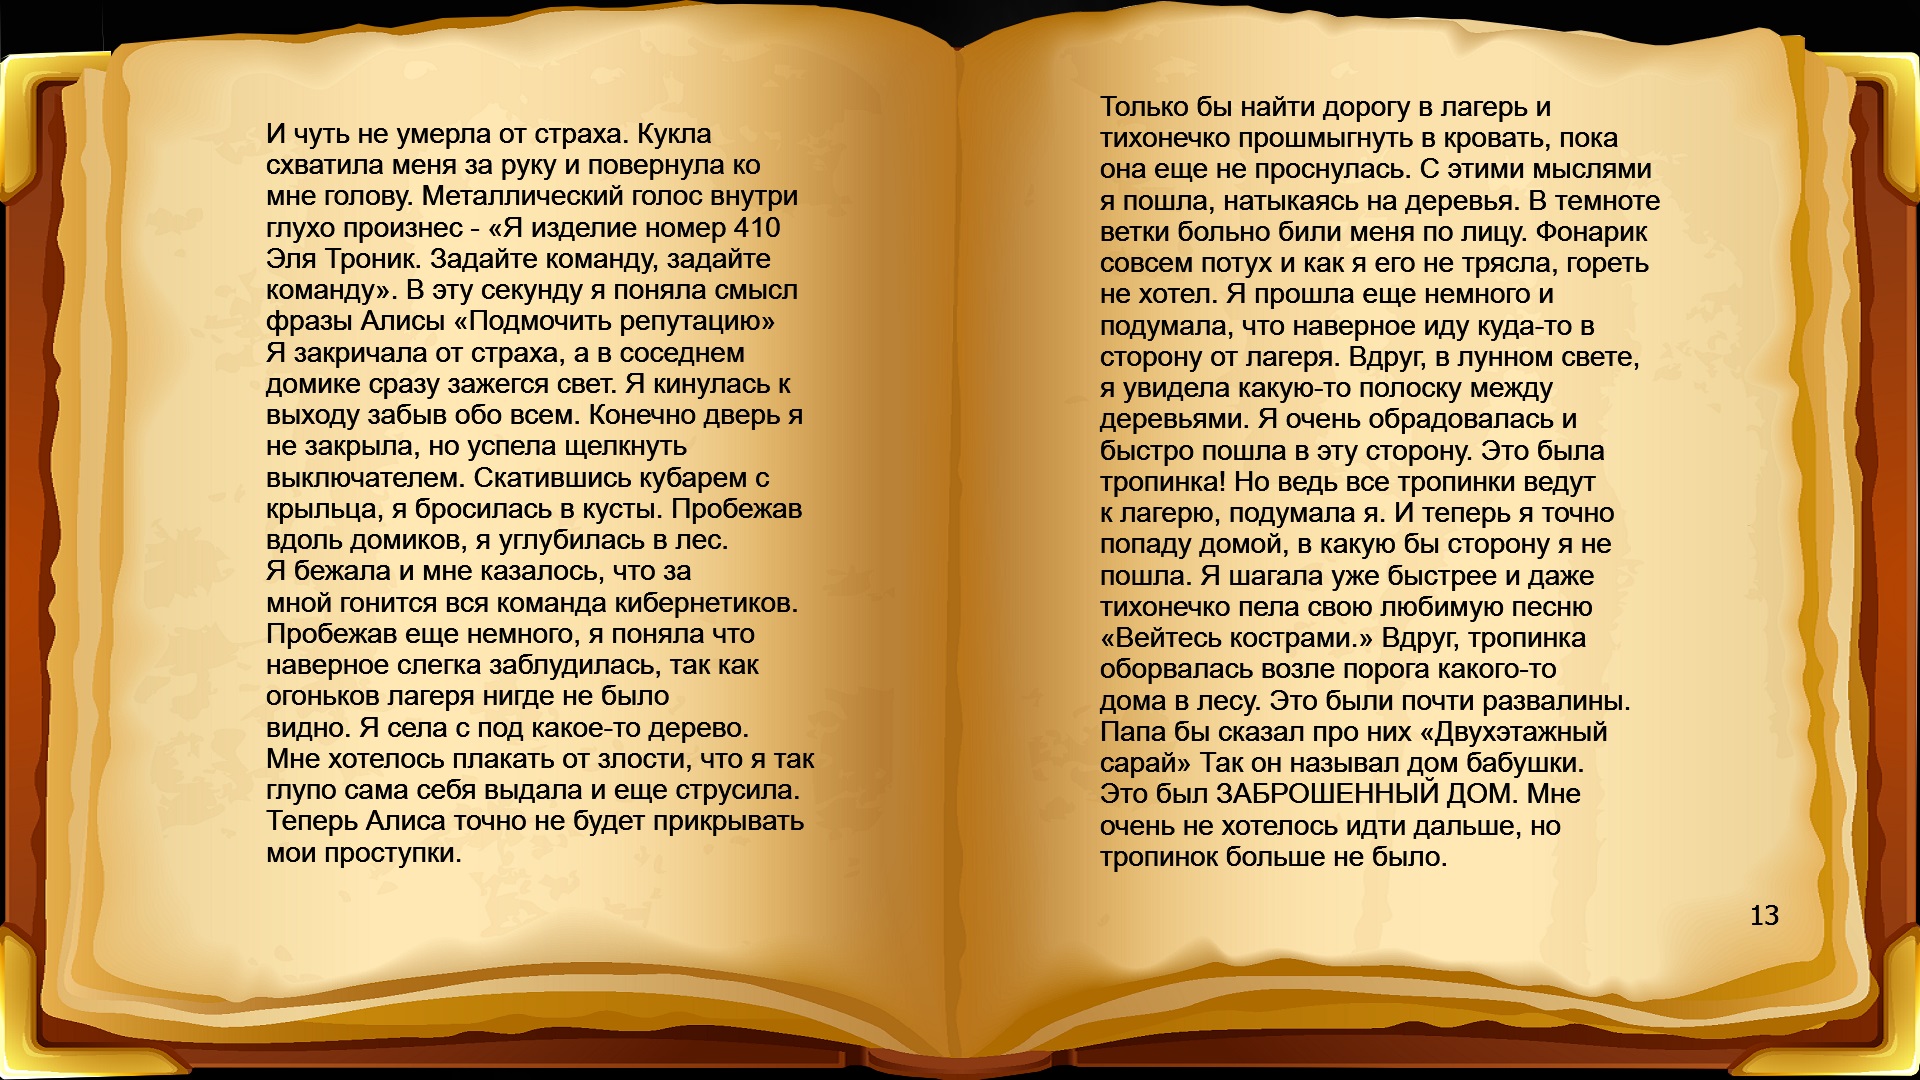 И чуть не умерла от страха. Кукла
схватила меня за руку и повернула ко
мне голову. Металлический голос внутри
глухо произнес - «Я изделие номер 410
Эля Троник. Задайте команду, задайте
команду». В эту секунду я поняла смысл
фразы Алисы «Подмочить репутацию»
Я закричала от страха, а в соседнем
домике сразу зажегся свет. Я кинулась к
выходу забыв обо всем. Конечно дверь я
не закрыла, но успела щелкнуть
выключателем. Скатившись кубарем с
крыльца, я бросилась в кусты. Пробежав
вдоль домиков, я углубилась в лес.
Я бежала и мне казалось, что за
мной гонится вся команда кибернетиков.
Пробежав еще немного, я поняла что
наверное слегка заблудилась, так как
огоньков лагеря нигде не было
видно. Я села с под какое-то дерево.
Мне хотелось плакать от злости, что я так
глупо сама себя выдала и еще струсила.
Теперь Алиса точно не будет прикрывать
мои проступки.
Только бы найти дорогу в лагерь и
тихонечко прошмыгнуть в кровать, пока
она еще не проснулась. С этими мыслями
я пошла, натыкаясь на деревья. В темноте
ветки больно били меня по лицу. Фонарик
совсем потух и как я его не трясла, гореть
не хотел. Я прошла еще немного и
подумала, что наверное иду куда-то в
сторону от лагеря. Вдруг, в лунном свете,
я увидела какую-то полоску между
деревьями. Я очень обрадовалась и
быстро пошла в эту сторону. Это была
тропинка! Но ведь все тропинки ведут
к лагерю, подумала я. И теперь я точно
попаду домой, в какую бы сторону я не
пошла. Я шагала уже быстрее и даже
тихонечко пела свою любимую песню
«Вейтесь кострами.» Вдруг, тропинка
оборвалась возле порога какого-то
дома в лесу. Это были почти развалины.
Папа бы сказал про них «Двухэтажный
сарай» Так он называл дом бабушки.
Это был ЗАБРОШЕННЫЙ ДОМ. Мне
очень не хотелось идти дальше, но
тропинок больше не было.
13